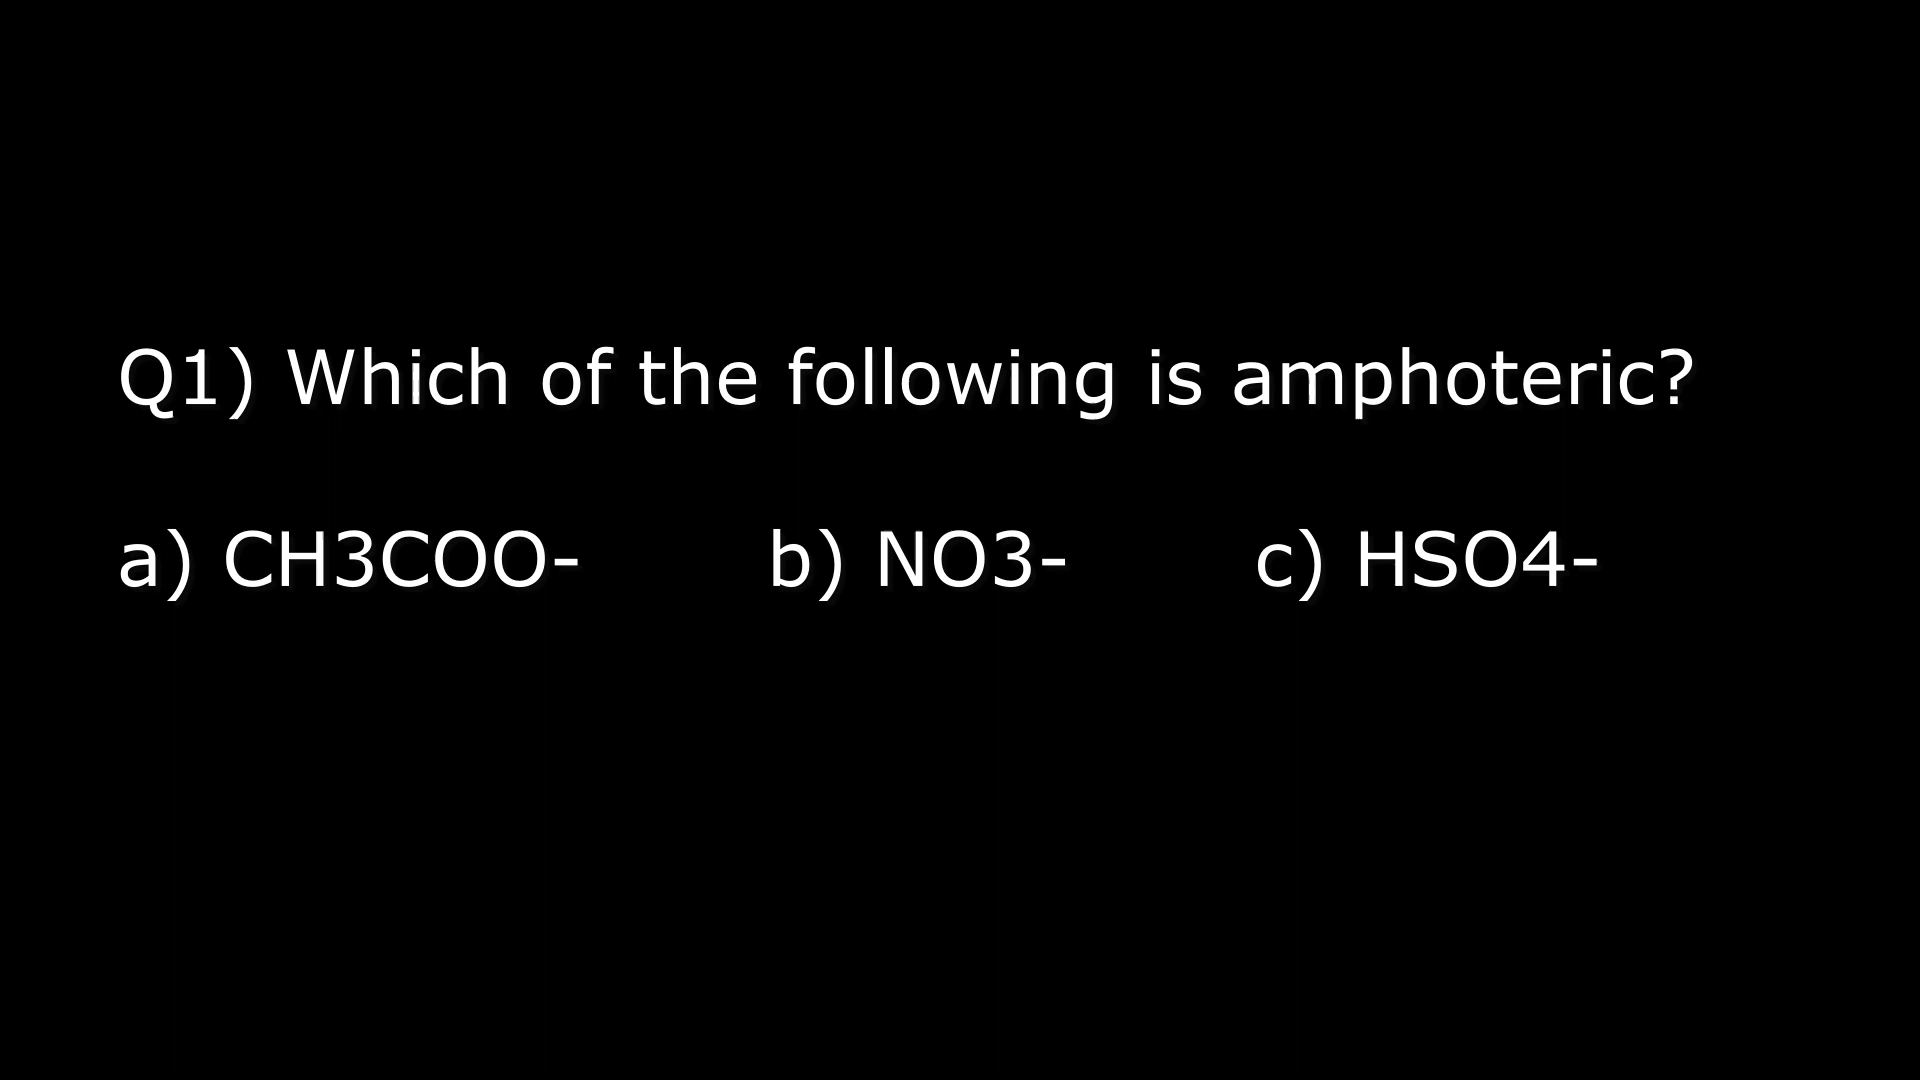 Q1) Which of the following is amphoteric?
a) CH3COO- b) NO3- c) HSO4-